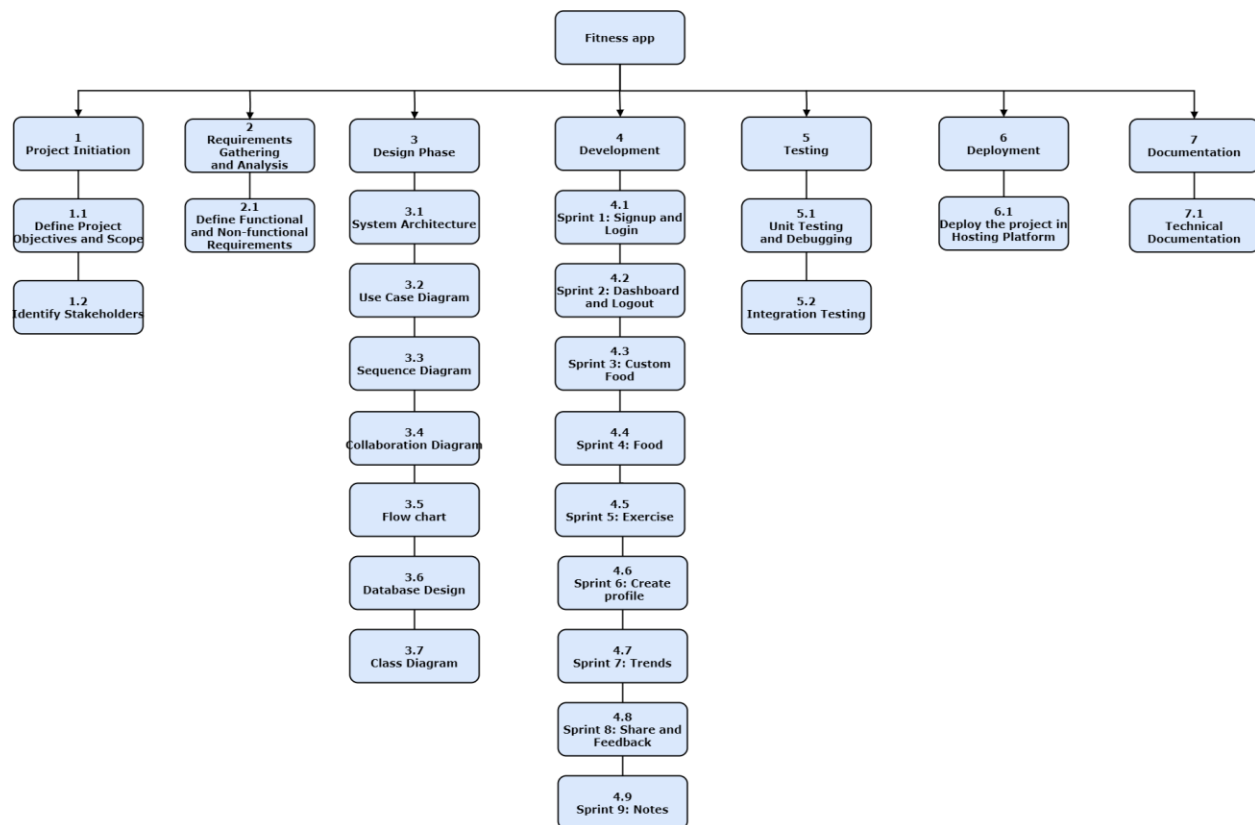 Fitness app
1
Project Initiation
2
Requirements
Gathering
and Analysis
3
Design Phase
4
Development
5
Testing
6
Deployment
7
Documentation
1.1
Define Project
Objectives and Scope
1.2
Identify Stakeholders
2.1
Define Functional
and Non-functional
Requirements
3.1
System Architecture
3.2
Use Case Diagram
3.3
Sequence Diagram
3.4
Collaboration Diagram
3.5
Flow chart
3.6
Database Design
3.7
Class Diagram
4.1
Sprint 1: Signup and
Login
4.2
Sprint 2: Dashboard
and Logout
4.3
Sprint 3: Custom
Food
4.4
Sprint 4: Food
4.5
Sprint 5: Exercise
4.6
Sprint 6: Create
profile
4.7
Sprint 7: Trends
4.8
Sprint 8: Share and
Feedback
4.9
Sprint 9: Notes
5.1
Unit Testing
and Debugging
5.2
Integration Testing
6.1
Deploy the project in
Hosting Platform
7.1
Technical
Documentation